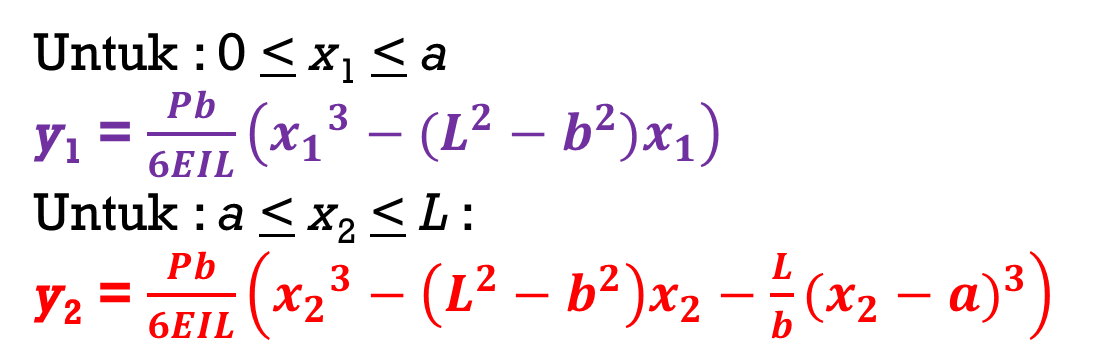 Untuk : 0 ≤ x₁ ≤ a
y₁ = Pb/6EIL (x₁³ − (L² − b²)x₁)
Untuk : a ≤ x₂ ≤ L :
y₂ = Pb/6EIL (x₂³ − (L² − b²)x₂ − L/b (x₂ − a)³)